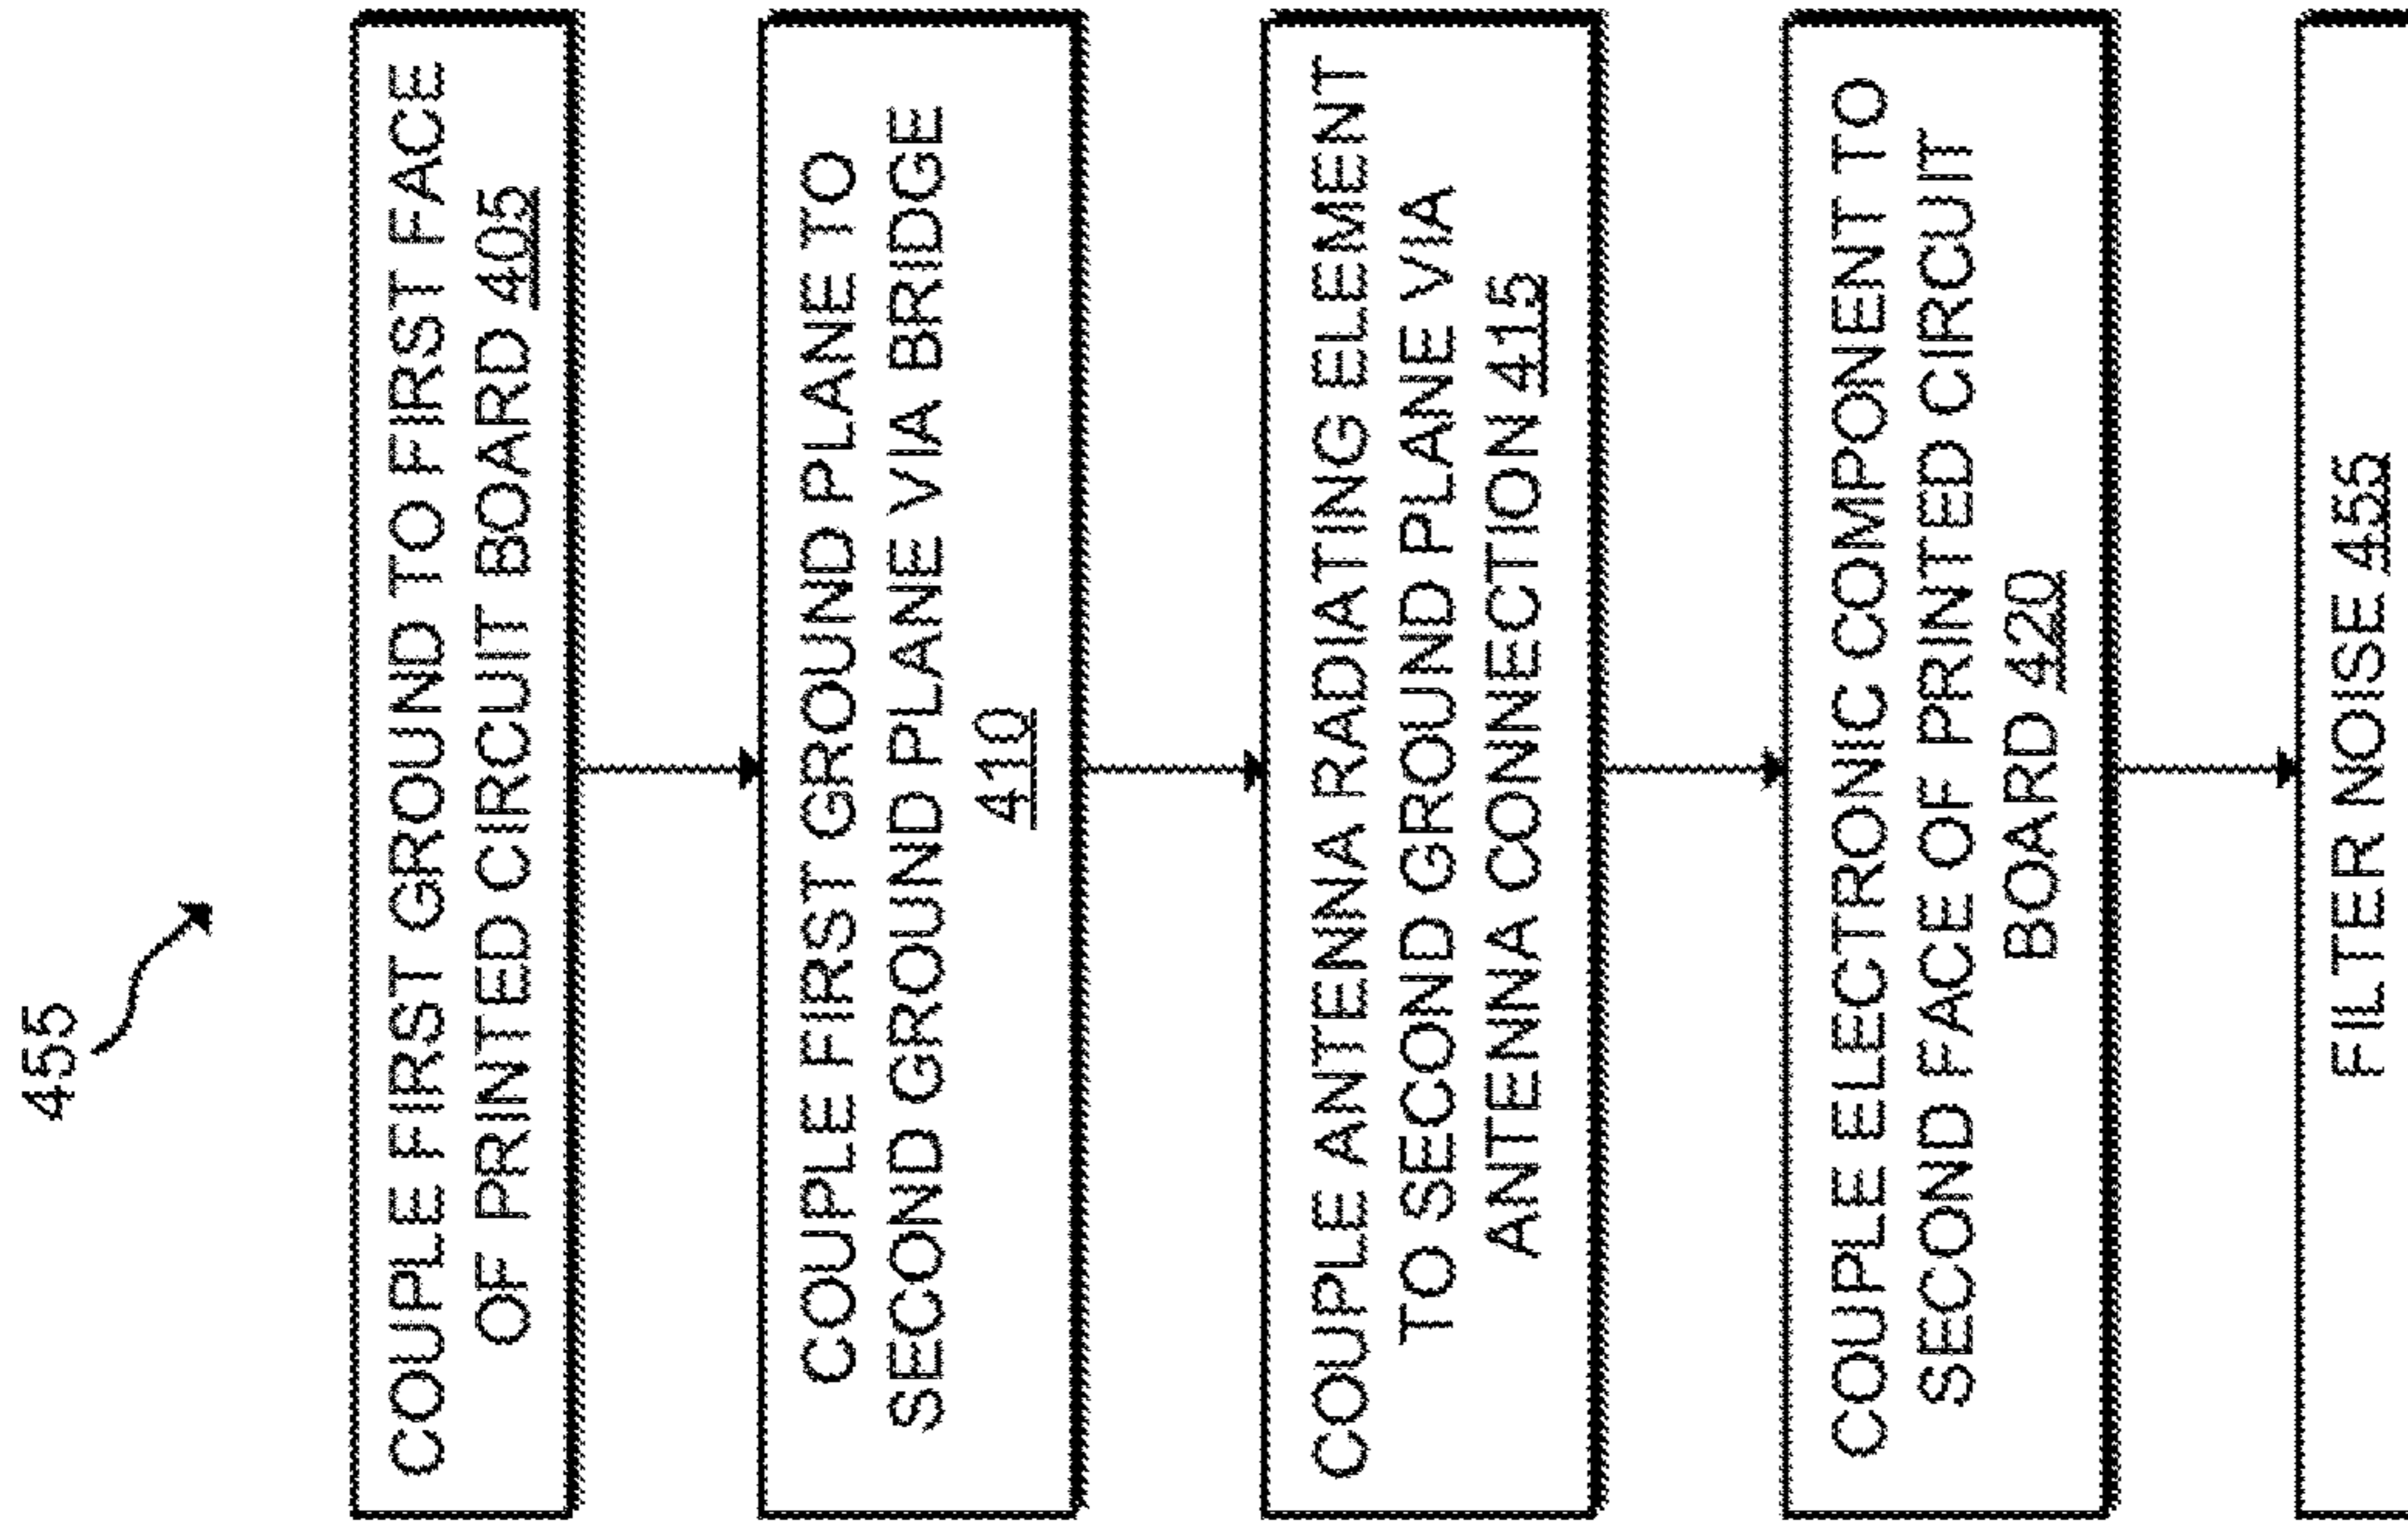 455
COUPLE FIRST GROUND TO FIRST FACE
OF PRINTED CIRCUIT BOARD 405
COUPLE FIRST GROUND PLANE TO
SECOND GROUND PLANE VIA BRIDGE
410
COUPLE ANTENNA RADIATING ELEMENT
TO SECOND GROUND PLANE VIA
ANTENNA CONNECTION 415
COUPLE ELECTRONIC COMPONENT TO
SECOND FACE OF PRINTED CIRCUIT
BOARD 420
FILTER NOISE 455